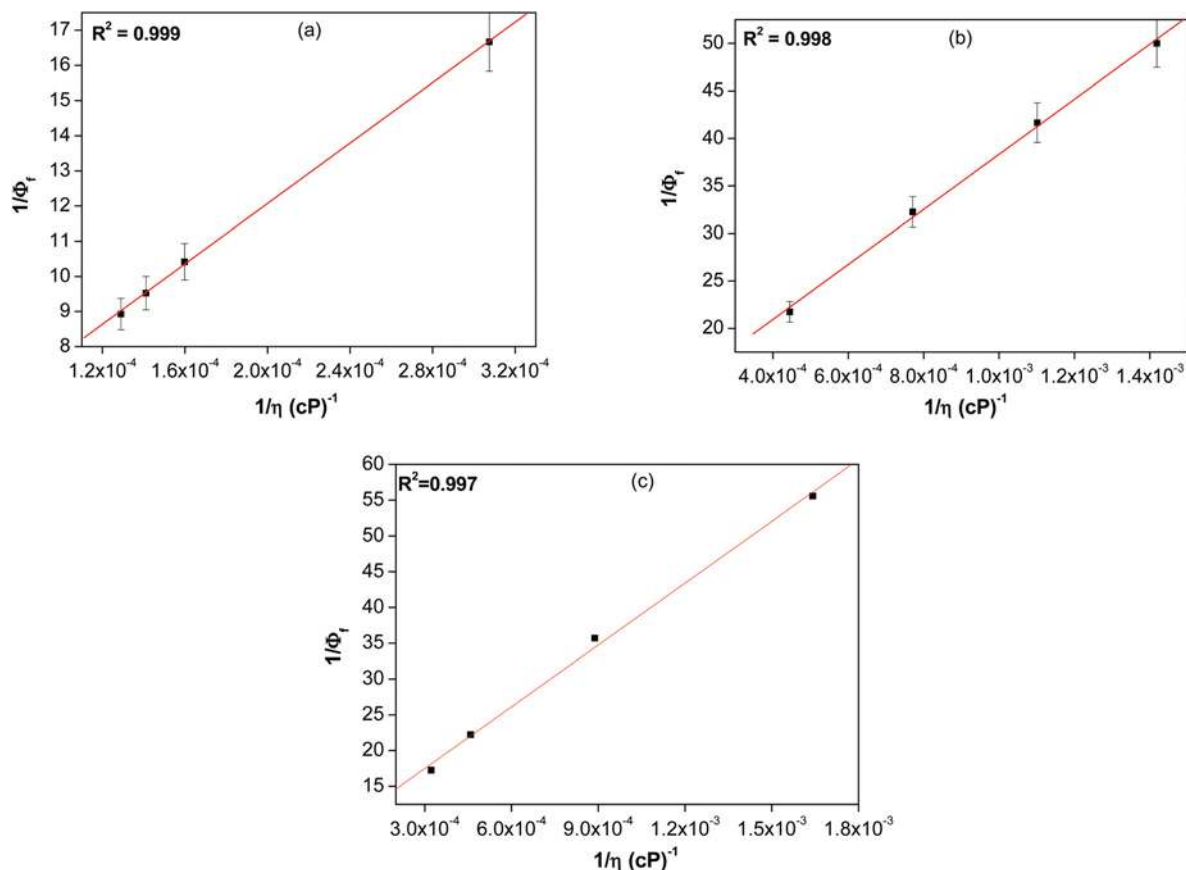 R² = 0.999
(a)
17
16
15
14
13
12
11
10
9
8
1/Φ_f
1.2x10⁻⁴ 1.6x10⁻⁴ 2.0x10⁻⁴ 2.4x10⁻⁴ 2.8x10⁻⁴ 3.2x10⁻⁴
1/η (cP)⁻¹
R² = 0.998
(b)
50
45
40
35
30
25
20
1/Φ_f
4.0x10⁻⁴ 6.0x10⁻⁴ 8.0x10⁻⁴ 1.0x10⁻³ 1.2x10⁻³ 1.4x10⁻³
1/η (cP)⁻¹
R²=0.997
(c)
60
55
50
45
40
35
30
25
20
15
1/Φ_f
3.0x10⁻⁴ 6.0x10⁻⁴ 9.0x10⁻⁴ 1.2x10⁻³ 1.5x10⁻³ 1.8x10⁻³
1/η (cP)⁻¹